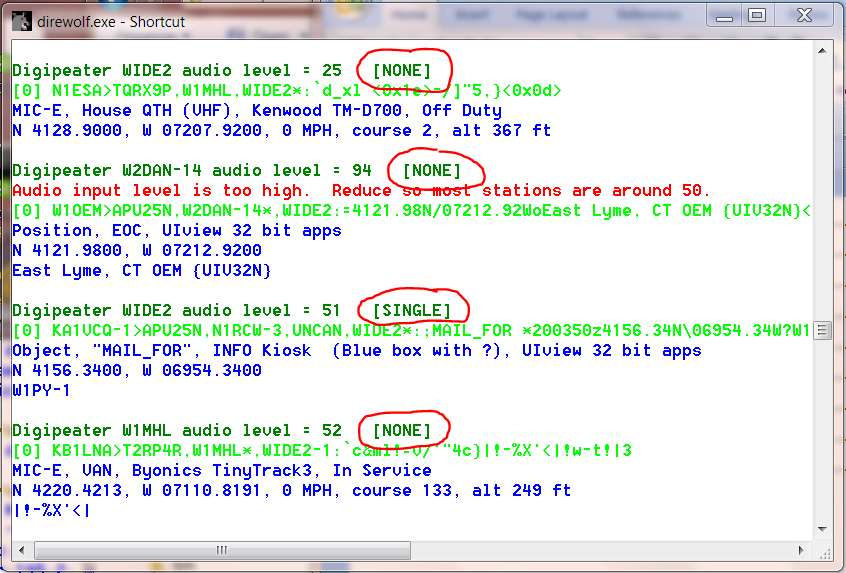 direwolf.exe - Shortcut
Digipeater WIDE2 audio level = 25   [NONE]
[0] N1ESA>TQRX9P,W1MHL,WIDE2*:`d_xl <0x1e>-/]"5,}<0x0d>
MIC-E, House QTH (VHF), Kenwood TM-D700, Off Duty
N 4128.9000, W 07207.9200, 0 MPH, course 2, alt 367 ft
Digipeater W2DAN-14 audio level = 94   [NONE]
Audio input level is too high.  Reduce so most stations are around 50.
[0] W1OEM>APU25N,W2DAN-14*,WIDE2:=4121.98N/07212.92WoEast Lyme, CT OEM {UIV32N}<
Position, EOC, UIview 32 bit apps
N 4121.9800, W 07212.9200
East Lyme, CT OEM {UIV32N}
Digipeater WIDE2 audio level = 51   [SINGLE]
[0] KA1VCQ-1>APU25N,N1RCW-3,UNCAN,WIDE2*:;MAIL_FOR *200350z4156.34N\06954.34W?W1
Object, "MAIL_FOR", INFO Kiosk  (Blue box with ?), UIview 32 bit apps
N 4156.3400, W 06954.3400
W1PY-1
Digipeater W1MHL audio level = 52   [NONE]
[0] KB1LNA>T2RP4R,W1MHL*,WIDE2-1:`c&ml!-v/'"4c}|!-%X'<|!w-t!|3
MIC-E, VAN, Byonics TinyTrack3, In Service
N 4220.4213, W 07110.8191, 0 MPH, course 133, alt 249 ft
|!-%X'<|